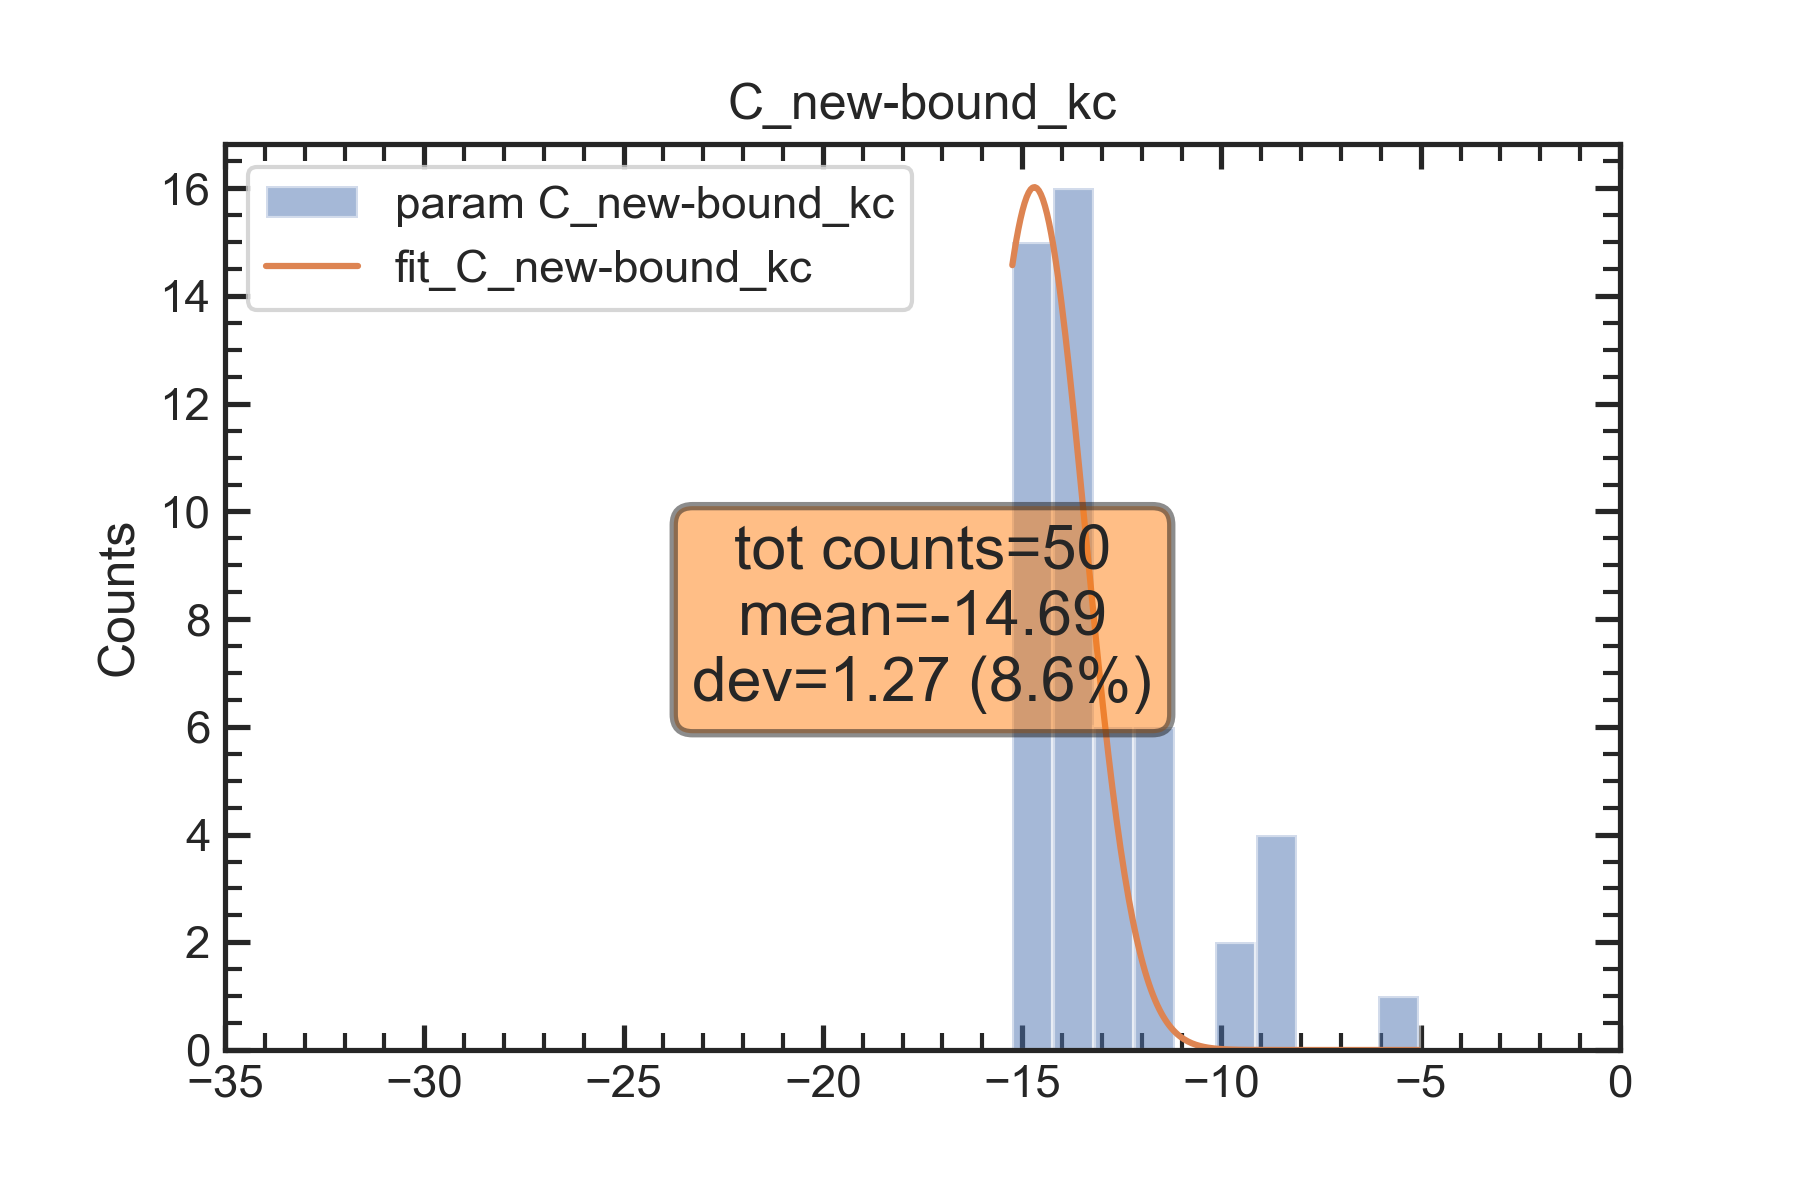 C_new-bound_kc
param C_new-bound_kc
fit_C_new-bound_kc
16
14
12
10
8
6
4
2
0
Counts
tot counts=50
mean=-14.69
dev=1.27 (8.6%)
−35 −30 −25 −20 −15 −10 −5 0